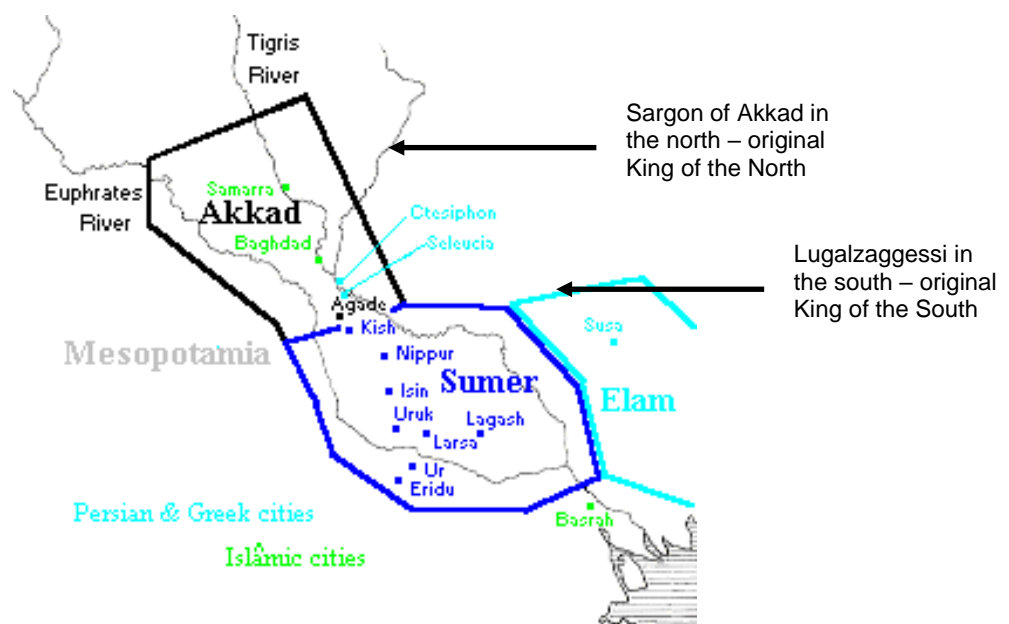 Tigris
River
Sargon of Akkad in
the north – original
King of the North
Euphrates
River
Samarra
Akkad
Ctesiphon
Baghdad
Seleucia
Lugalzaggessi in
the south – original
King of the South
Agade
Kish
Susa
Mesopotamia
Nippur
Isin
Sumer
Elam
Uruk
Lagash
Larsa
Ur
Eridu
Persian & Greek cities
Basrah
Islâmic cities